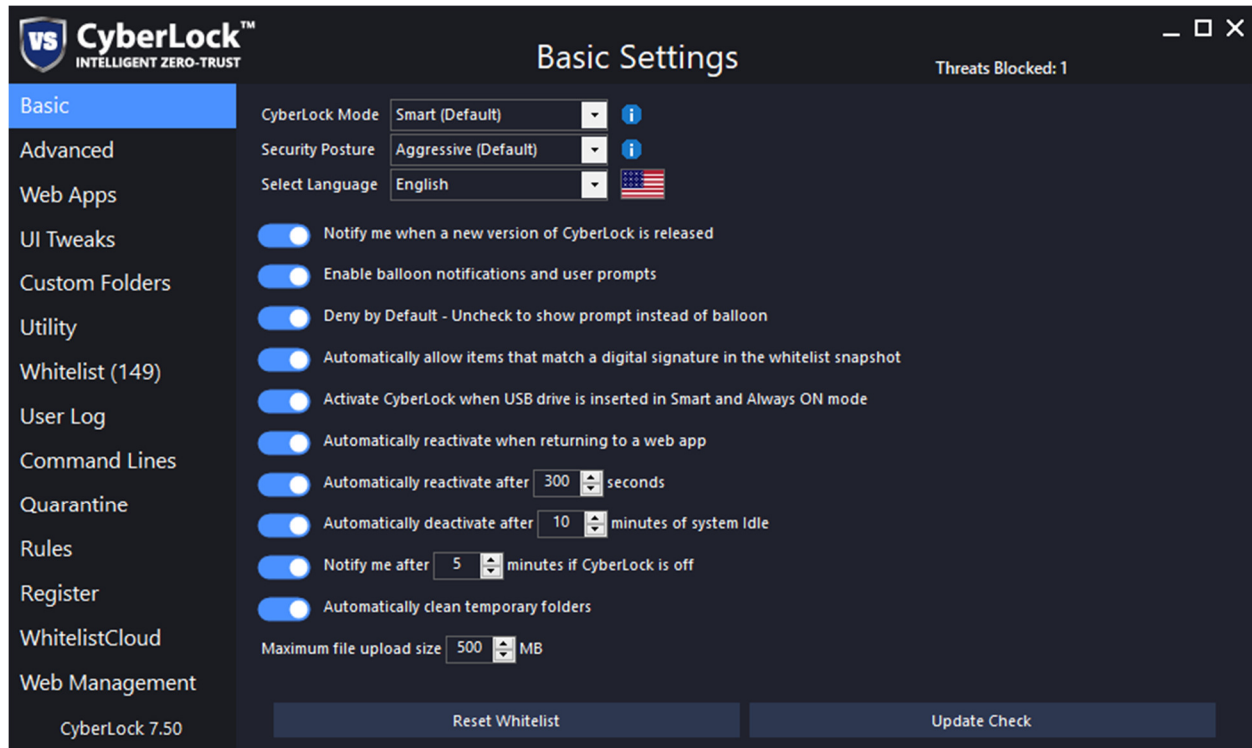 VS CyberLock™
INTELLIGENT ZERO-TRUST
Basic Settings
Threats Blocked: 1
Basic
Advanced
Web Apps
UI Tweaks
Custom Folders
Utility
Whitelist (149)
User Log
Command Lines
Quarantine
Rules
Register
WhitelistCloud
Web Management
CyberLock 7.50
CyberLock Mode Smart (Default) i
Security Posture Aggressive (Default) i
Select Language English
Notify me when a new version of CyberLock is released
Enable balloon notifications and user prompts
Deny by Default - Uncheck to show prompt instead of balloon
Automatically allow items that match a digital signature in the whitelist snapshot
Activate CyberLock when USB drive is inserted in Smart and Always ON mode
Automatically reactivate when returning to a web app
Automatically reactivate after 300 seconds
Automatically deactivate after 10 minutes of system Idle
Notify me after 5 minutes if CyberLock is off
Automatically clean temporary folders
Maximum file upload size 500 MB
Reset Whitelist
Update Check